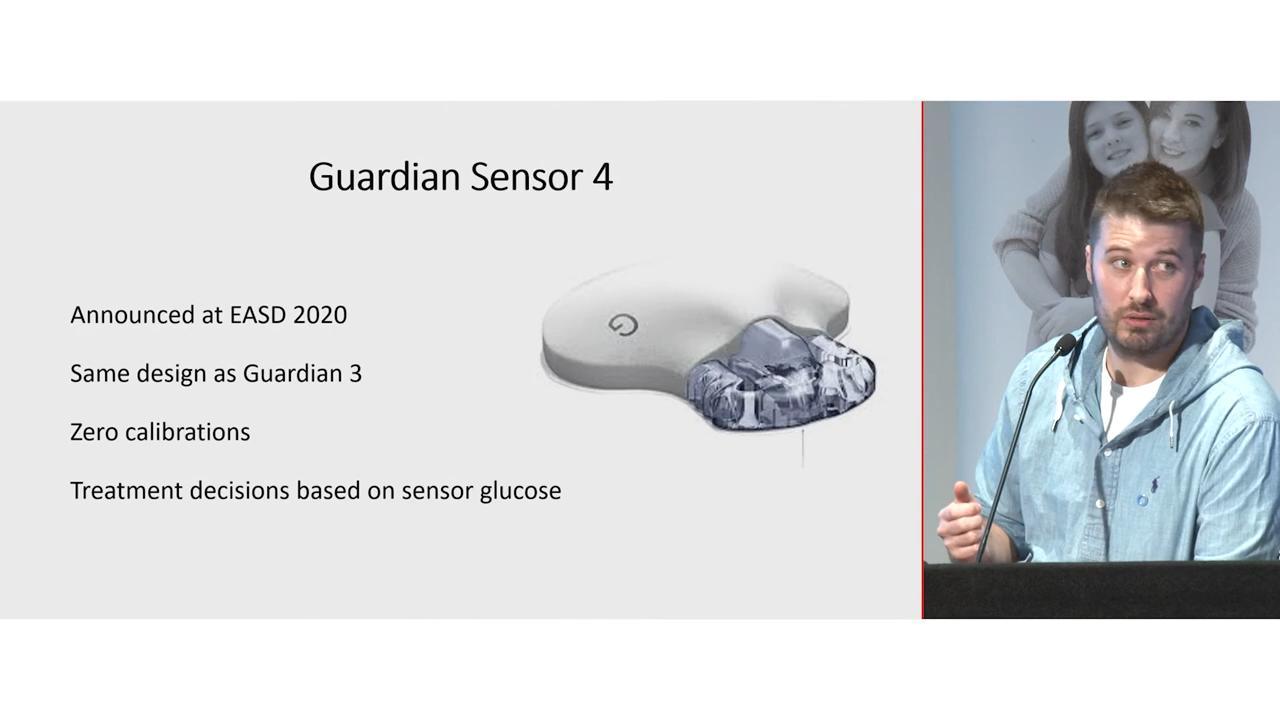 Guardian Sensor 4
Announced at EASD 2020
Same design as Guardian 3
Zero calibrations
Treatment decisions based on sensor glucose